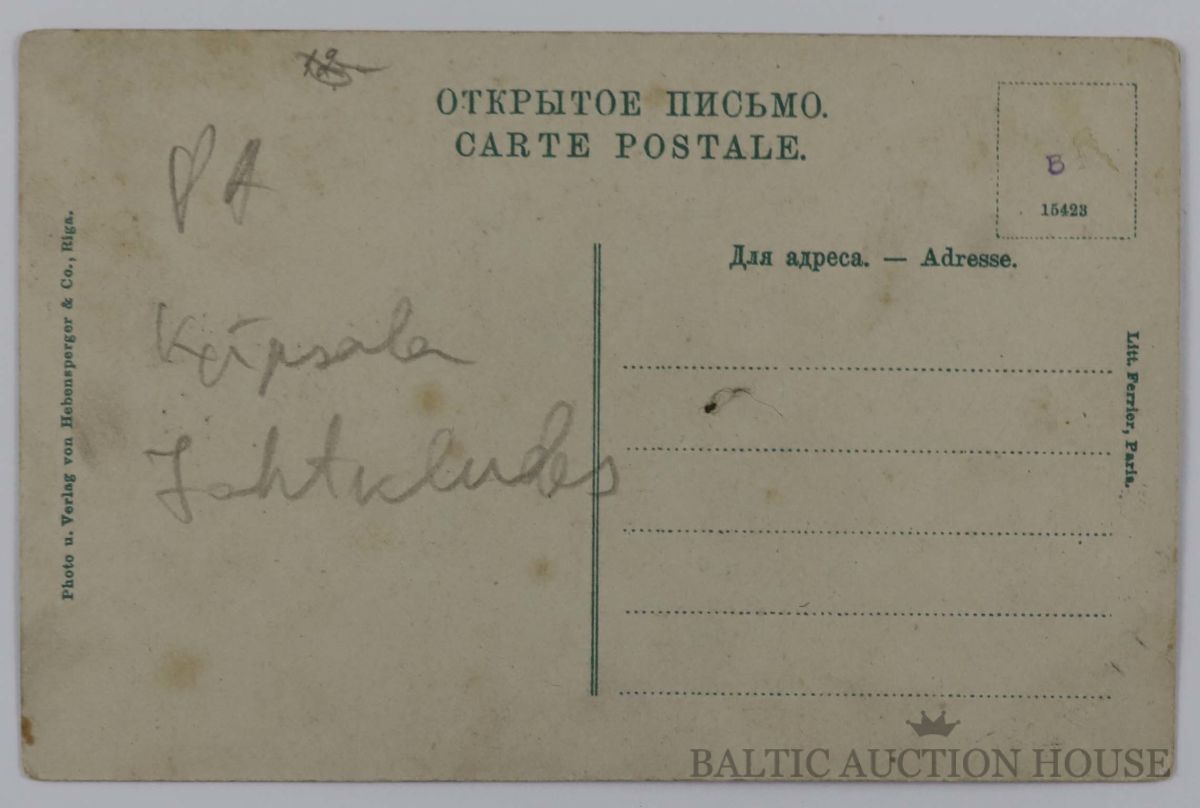 ОТКРЫТОЕ ПИСЬМО.
CARTE POSTALE.
В
15423
Для адреса. — Adresse.
Photo u. Verlag von Hebensperger & Co., Riga.
Litt. Ferrier, Paris.
Ķīpsala
BALTIC AUCTION HOUSE